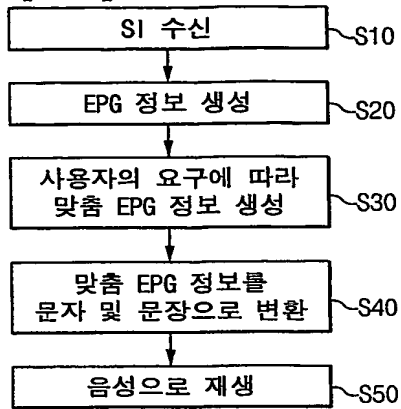 SI 수신
S10
EPG 정보 생성
S20
사용자의 요구에 따라
맞춤 EPG 정보 생성
S30
맞춤 EPG 정보를
문자 및 문장으로 변환
S40
음성으로 재생
S50